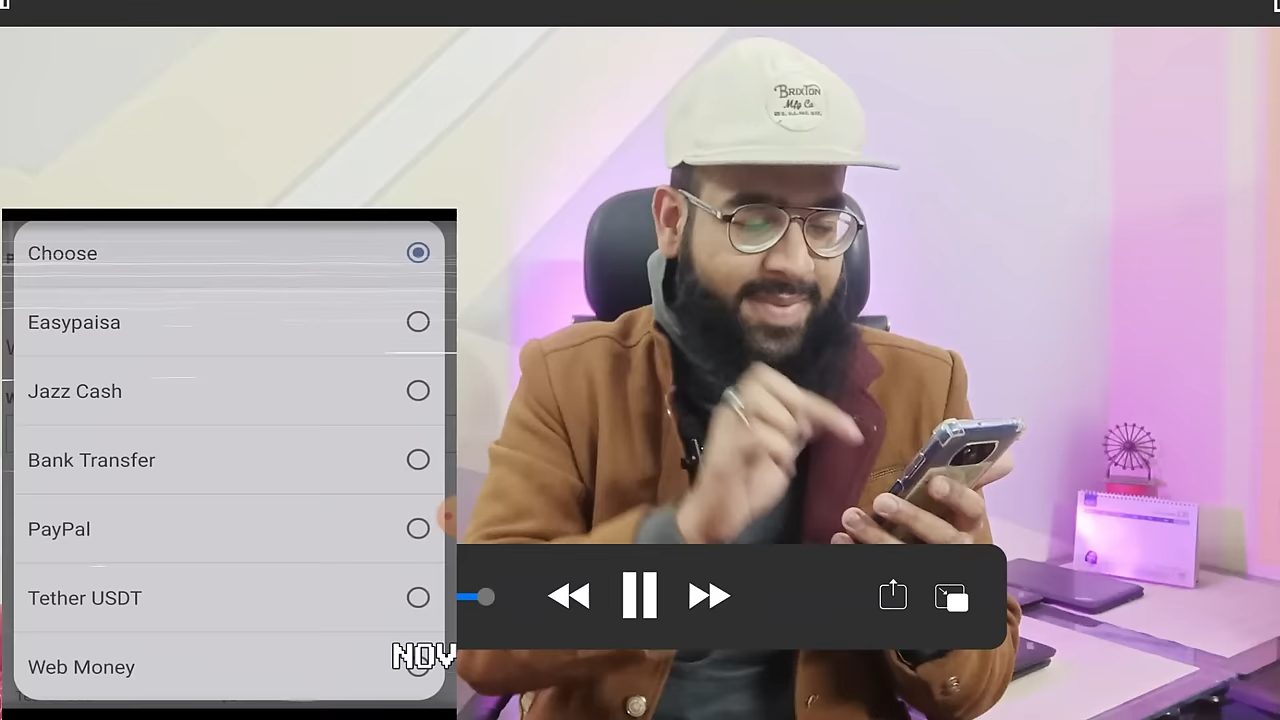 BRIXTON
Mfg Co
Choose
Easypaisa
Jazz Cash
Bank Transfer
PayPal
Tether USDT
Web Money
NOV